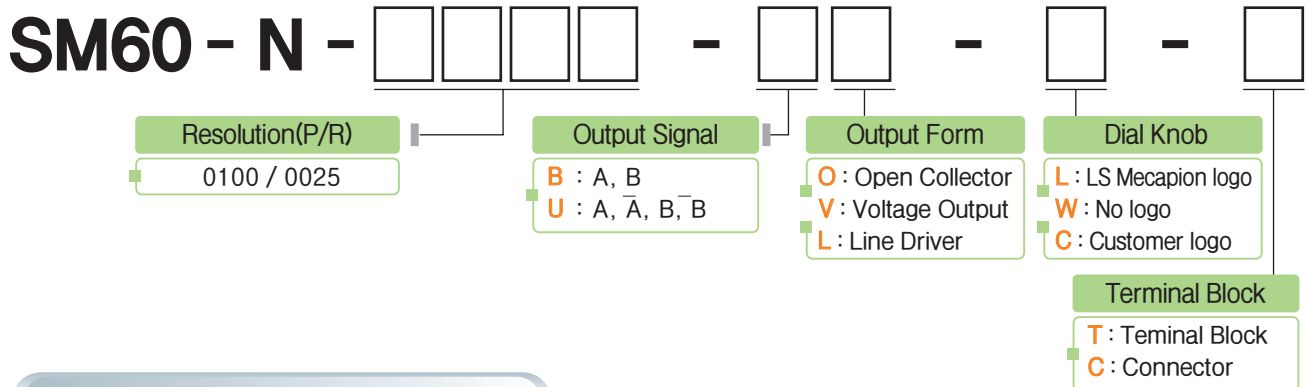 SM60 - N - □□□□ - □□ - □ - □
Resolution(P/R)
0100 / 0025
Output Signal
B : A, B
U : A, A̅, B, B̅
Output Form
O : Open Collector
V : Voltage Output
L : Line Driver
Dial Knob
L : LS Mecapion logo
W : No logo
C : Customer logo
Terminal Block
T : Teminal Block
C : Connector